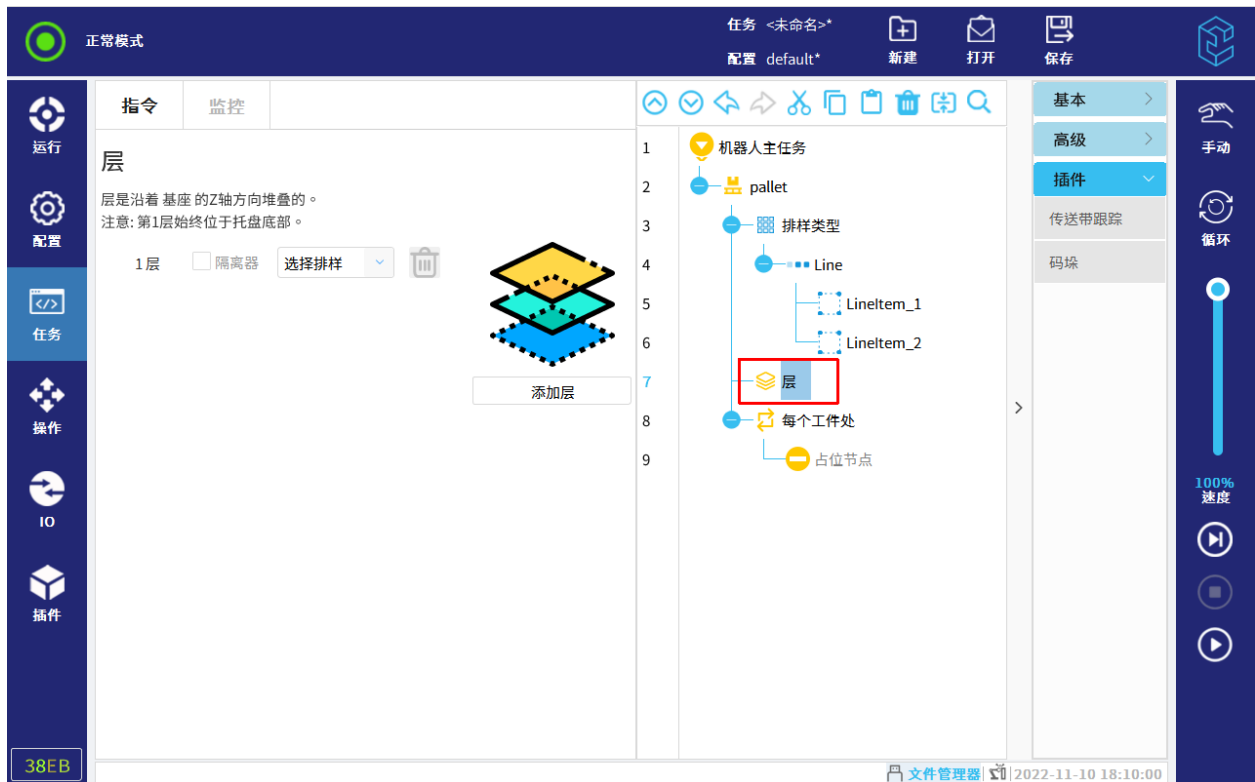 正常模式
任务 <未命名>*
配置 default*
新建
打开
保存
运行
配置
任务
操作
IO
插件
38EB
指令
监控
层
层是沿着 基座 的Z轴方向堆叠的。
注意: 第1层始终位于托盘底部。
1 层
隔离器
选择排样
添加层
1 机器人主任务
2 pallet
3 排样类型
4 Line
5 LineItem_1
6 LineItem_2
7 层
8 每个工件处
9 占位节点
基本
高级
插件
传送带跟踪
码垛
手动
循环
100%
速度
文件管理器
2022-11-10 18:10:00